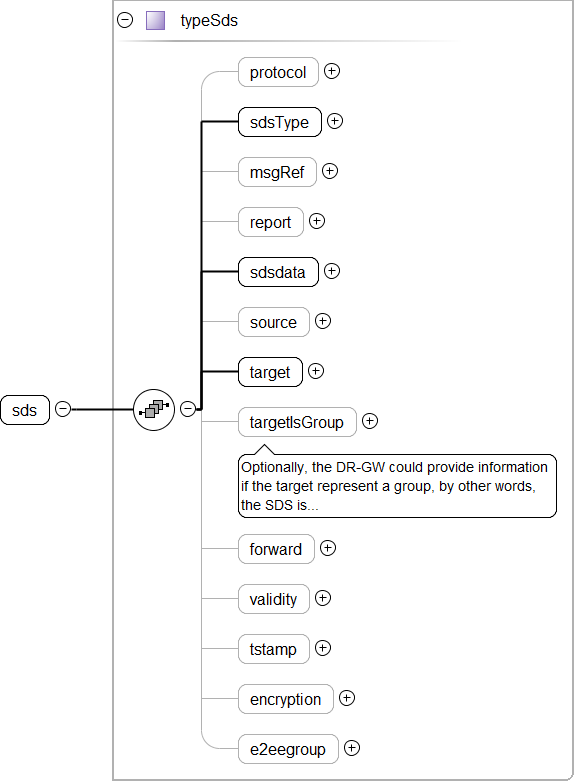 typeSds
protocol
sdsType
msgRef
report
sdsdata
source
target
sds
targetIsGroup
Optionally, the DR-GW could provide information
if the target represent a group, by other words,
the SDS is...
forward
validity
tstamp
encryption
e2eegroup